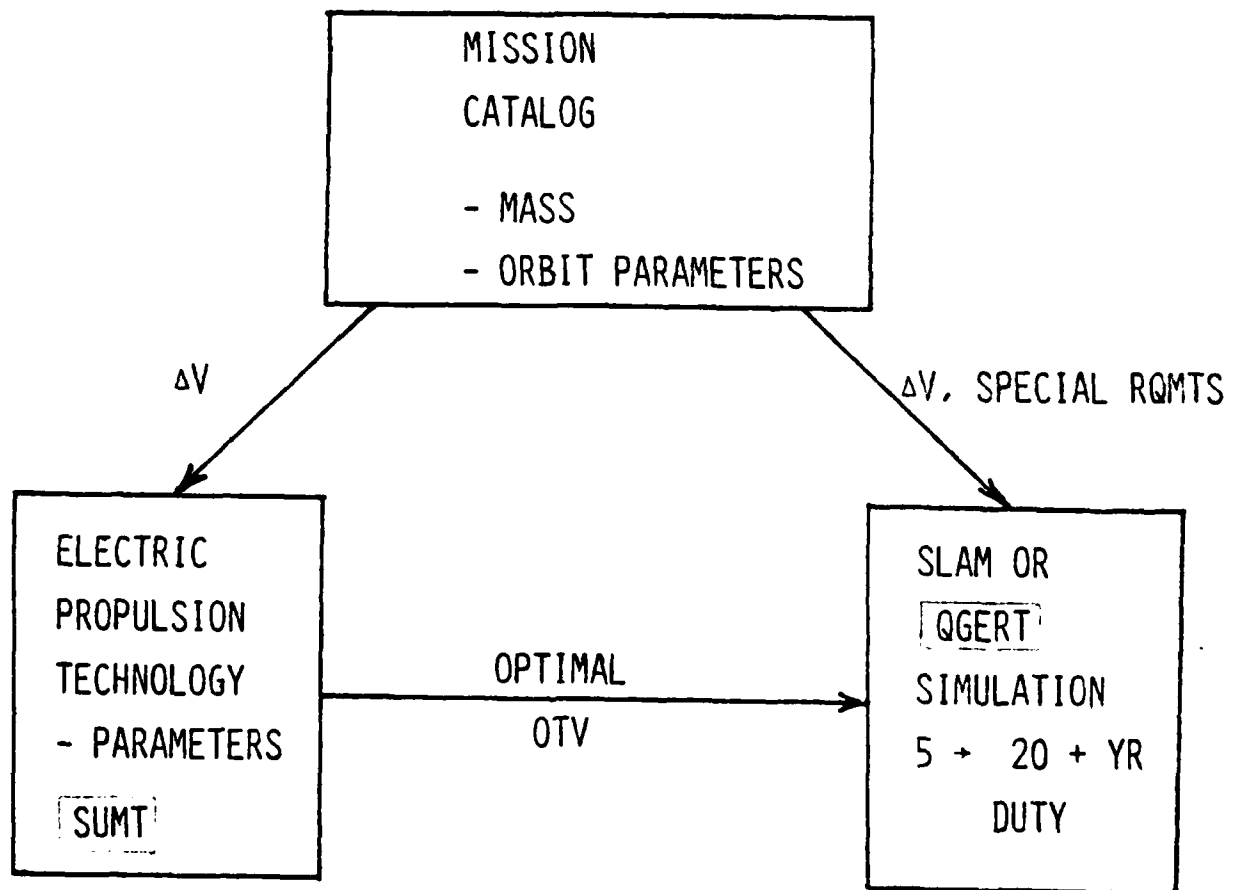 MISSION
CATALOG
- MASS
- ORBIT PARAMETERS
ΔV
ΔV, SPECIAL RQMTS
ELECTRIC
PROPULSION
TECHNOLOGY
- PARAMETERS
SUMT
OPTIMAL
OTV
SLAM OR
QGERT
SIMULATION
5 → 20 + YR
DUTY